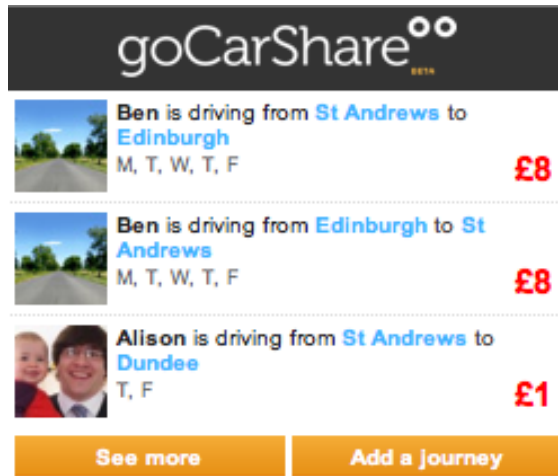 goCarShare
BETA
Ben is driving from St Andrews to
Edinburgh
M, T, W, T, F
£8
Ben is driving from Edinburgh to St
Andrews
M, T, W, T, F
£8
Alison is driving from St Andrews to
Dundee
T, F
£1
See more
Add a journey